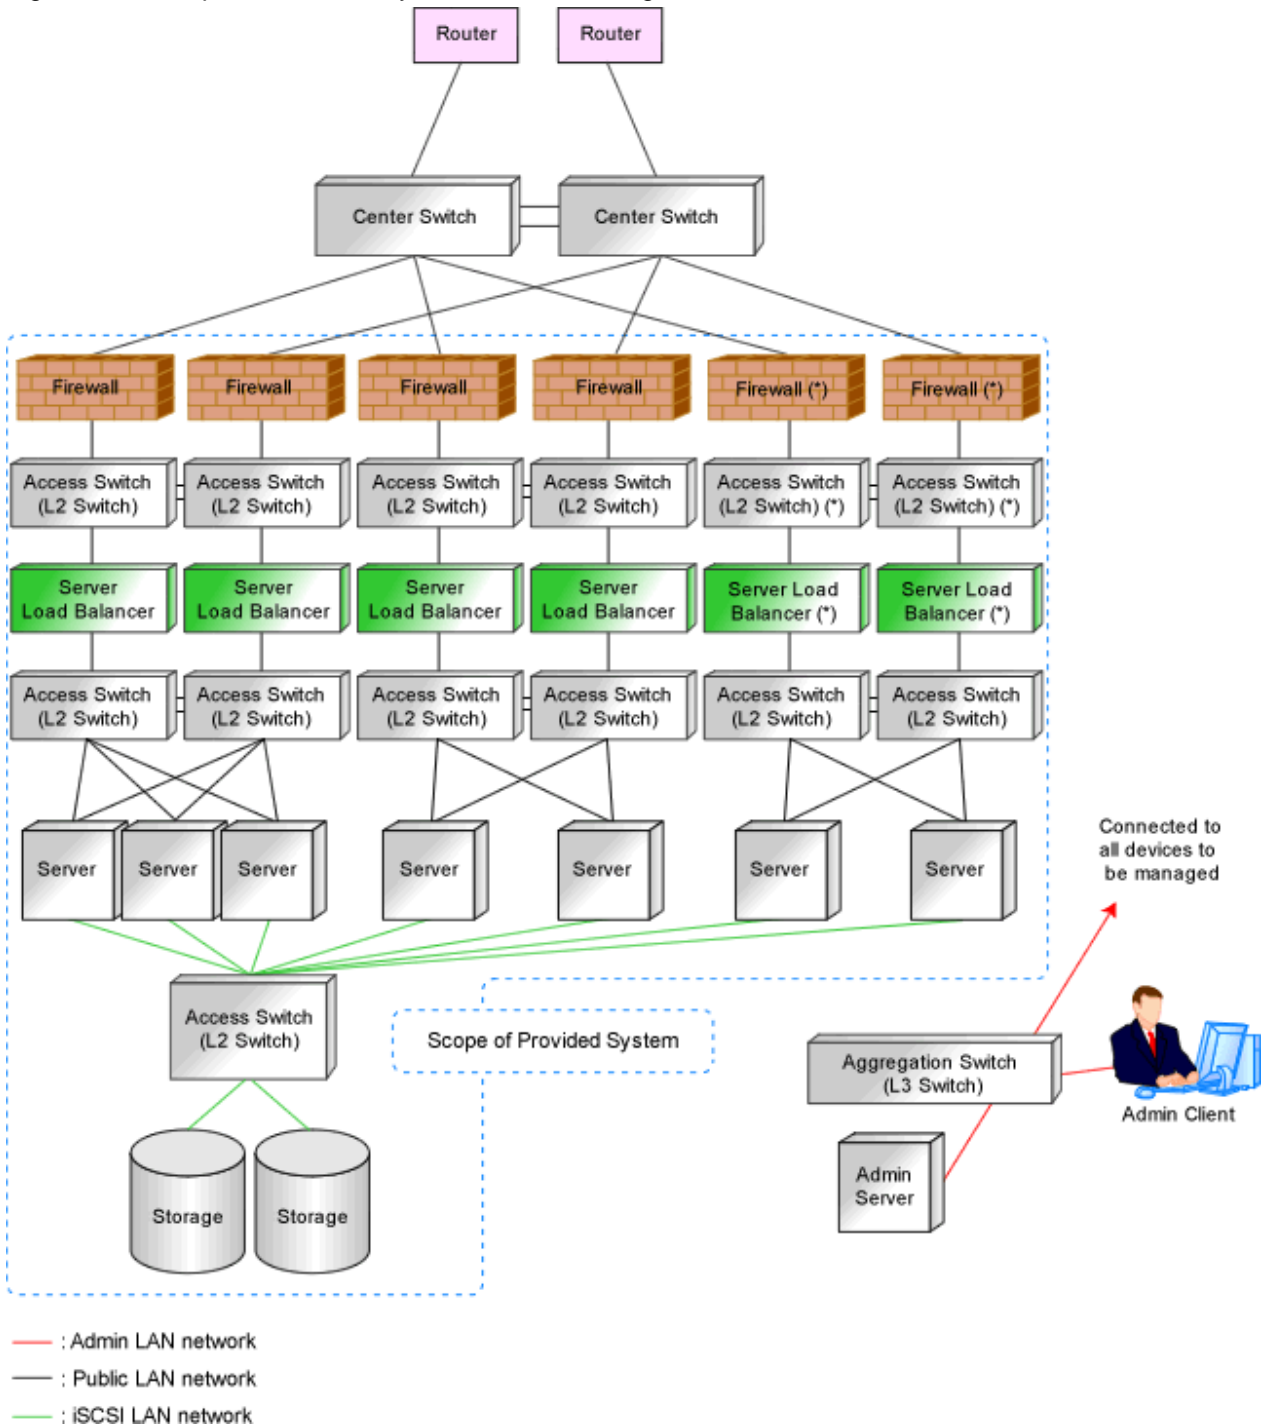 Router
Router
Center Switch
Center Switch
Firewall
Firewall
Firewall
Firewall
Firewall (*)
Firewall (*)
Access Switch
(L2 Switch)
Access Switch
(L2 Switch)
Access Switch
(L2 Switch)
Access Switch
(L2 Switch)
Access Switch
(L2 Switch) (*)
Access Switch
(L2 Switch) (*)
Server
Load Balancer
Server
Load Balancer
Server
Load Balancer
Server
Load Balancer
Server Load
Balancer (*)
Server Load
Balancer (*)
Access Switch
(L2 Switch)
Access Switch
(L2 Switch)
Access Switch
(L2 Switch)
Access Switch
(L2 Switch)
Access Switch
(L2 Switch)
Access Switch
(L2 Switch)
Server
Server
Server
Server
Server
Server
Server
Connected to
all devices to
be managed
Access Switch
(L2 Switch)
Scope of Provided System
Aggregation Switch
(L3 Switch)
Admin Client
Admin
Server
Storage
Storage
: Admin LAN network
: Public LAN network
: iSCSI LAN network